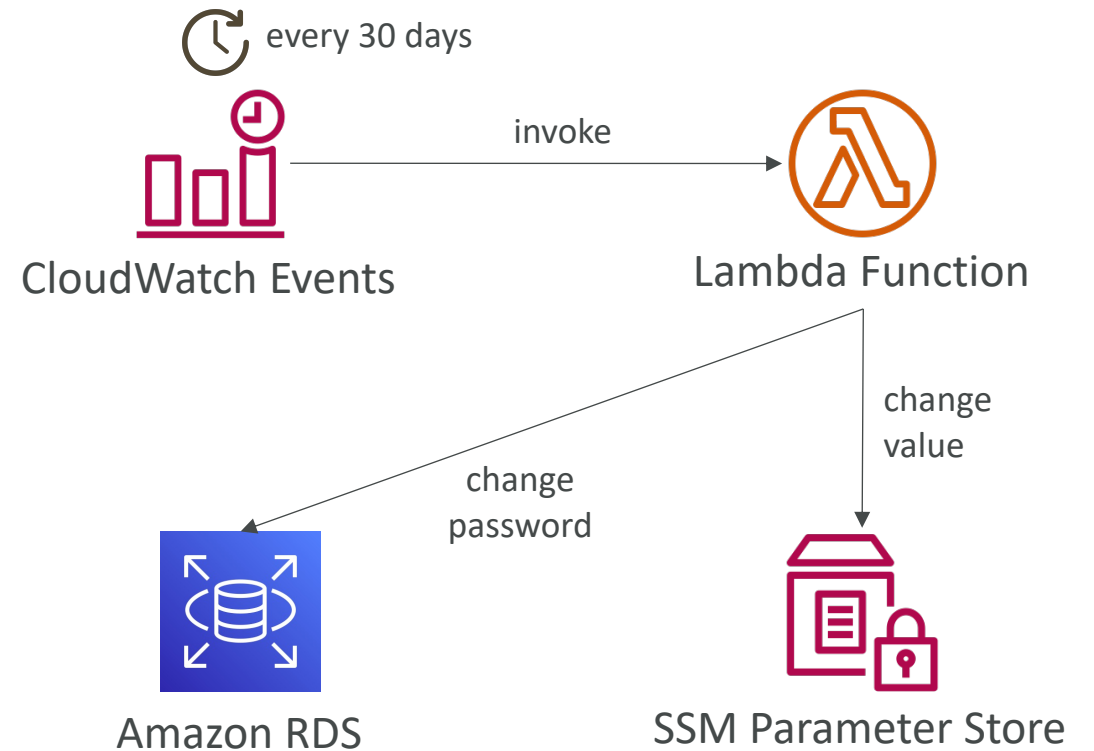 every 30 days
invoke
CloudWatch Events
Lambda Function
change
value
change
password
Amazon RDS
SSM Parameter Store